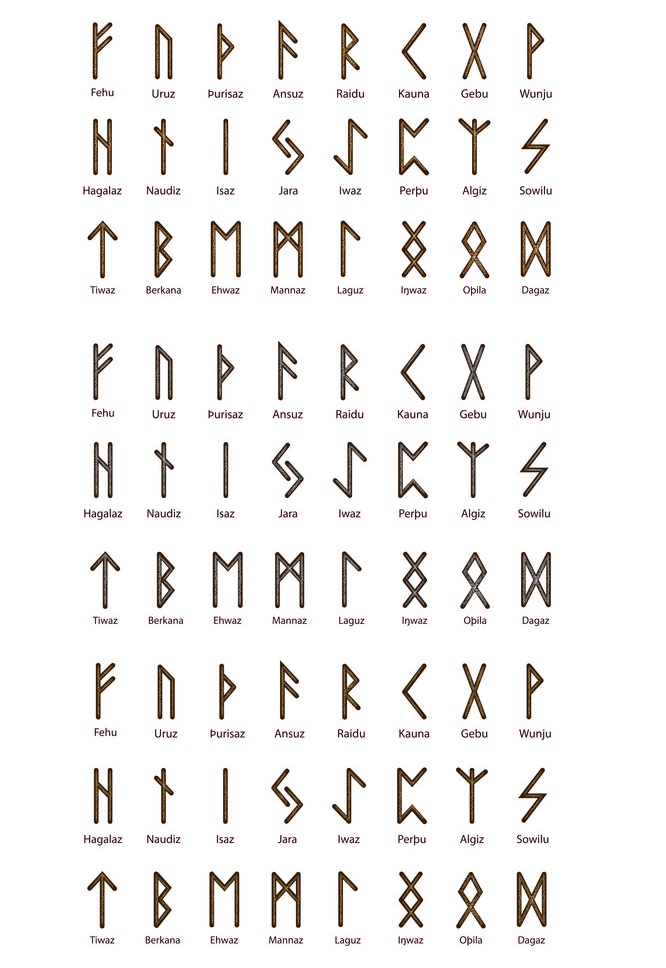 ᚠ ᚢ ᚦ ᚨ ᚱ ᚲ ᚷ ᚹ
Fehu Uruz Þurisaz Ansuz Raidu Kauna Gebu Wunju
ᚺ ᚾ ᛁ ᛃ ᛇ ᛈ ᛉ ᛊ
Hagalaz Naudiz Isaz Jara Iwaz Perþu Algiz Sowilu
ᛏ ᛒ ᛖ ᛗ ᛚ ᛝ ᛟ ᛞ
Tiwaz Berkana Ehwaz Mannaz Laguz Iŋwaz Oþila Dagaz
ᚠ ᚢ ᚦ ᚨ ᚱ ᚲ ᚷ ᚹ
Fehu Uruz Þurisaz Ansuz Raidu Kauna Gebu Wunju
ᚺ ᚾ ᛁ ᛃ ᛇ ᛈ ᛉ ᛊ
Hagalaz Naudiz Isaz Jara Iwaz Perþu Algiz Sowilu
ᛏ ᛒ ᛖ ᛗ ᛚ ᛝ ᛟ ᛞ
Tiwaz Berkana Ehwaz Mannaz Laguz Iŋwaz Oþila Dagaz
ᚠ ᚢ ᚦ ᚨ ᚱ ᚲ ᚷ ᚹ
Fehu Uruz Þurisaz Ansuz Raidu Kauna Gebu Wunju
ᚺ ᚾ ᛁ ᛃ ᛇ ᛈ ᛉ ᛊ
Hagalaz Naudiz Isaz Jara Iwaz Perþu Algiz Sowilu
ᛏ ᛒ ᛖ ᛗ ᛚ ᛝ ᛟ ᛞ
Tiwaz Berkana Ehwaz Mannaz Laguz Iŋwaz Oþila Dagaz